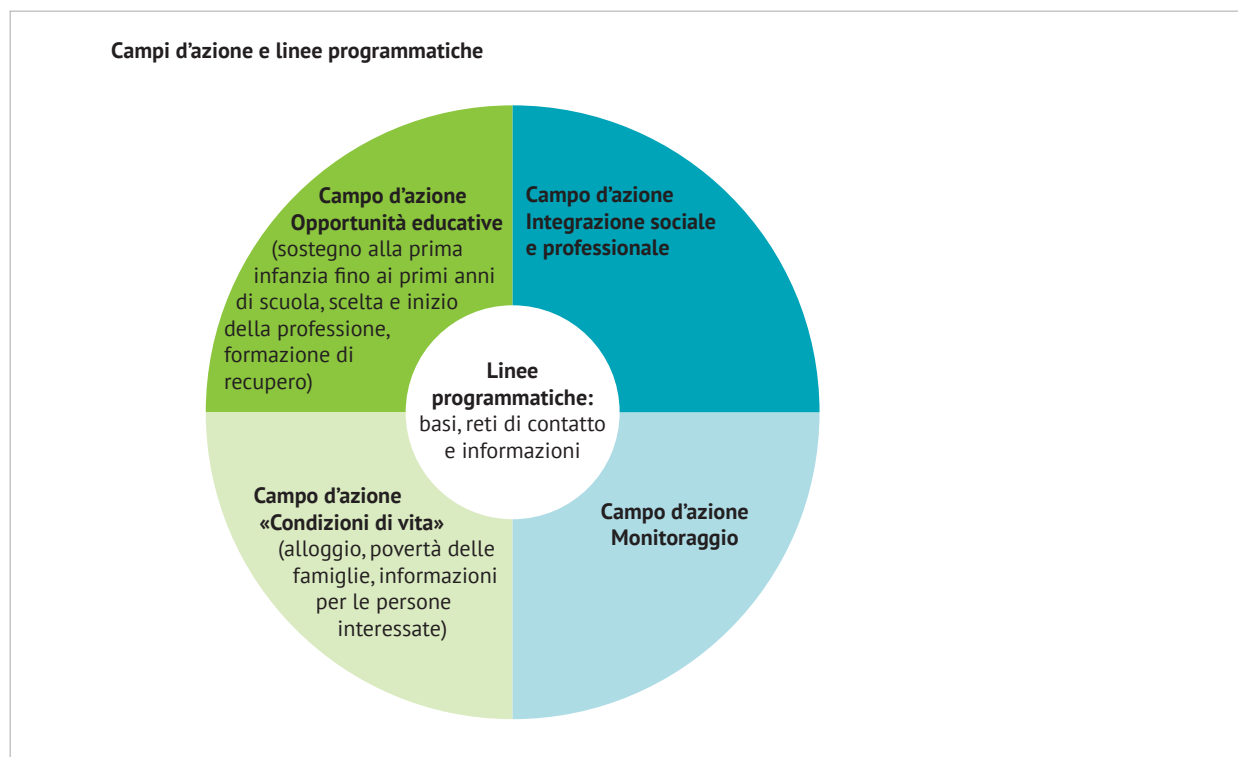 Campi d’azione e linee programmatiche
Campo d’azione
Opportunità educative
(sostegno alla prima
infanzia fino ai primi anni
di scuola, scelta e inizio
della professione,
formazione di
recupero)
Campo d’azione
Integrazione sociale
e professionale
Linee
programmatiche:
basi, reti di contatto
e informazioni
Campo d’azione
«Condizioni di vita»
(alloggio, povertà delle
famiglie, informazioni
per le persone
interessate)
Campo d’azione
Monitoraggio